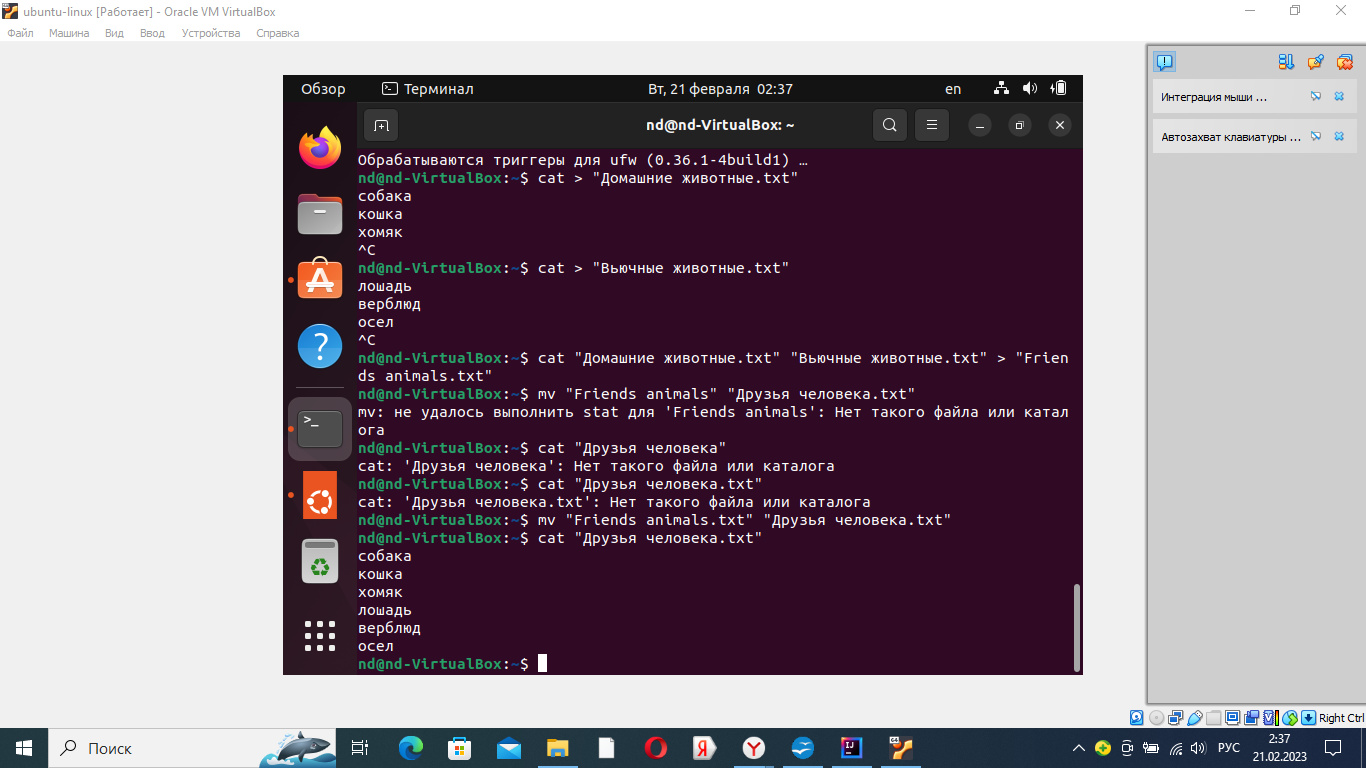 ubuntu-linux [Работает] - Oracle VM VirtualBox
Файл Машина Вид Ввод Устройства Справка
Обзор Терминал Вт, 21 февраля 02:37 en
nd@nd-VirtualBox: ~
Интеграция мыши ...
Автозахват клавиатуры ...
Обрабатываются триггеры для ufw (0.36.1-4build1) …
nd@nd-VirtualBox:~$ cat > "Домашние животные.txt"
собака
кошка
хомяк
^C
nd@nd-VirtualBox:~$ cat > "Вьючные животные.txt"
лошадь
верблюд
осел
^C
nd@nd-VirtualBox:~$ cat "Домашние животные.txt" "Вьючные животные.txt" > "Frien
ds animals.txt"
nd@nd-VirtualBox:~$ mv "Friends animals" "Друзья человека.txt"
mv: не удалось выполнить stat для 'Friends animals': Нет такого файла или катал
ога
nd@nd-VirtualBox:~$ cat "Друзья человека"
cat: 'Друзья человека': Нет такого файла или каталога
nd@nd-VirtualBox:~$ cat "Друзья человека.txt"
cat: 'Друзья человека.txt': Нет такого файла или каталога
nd@nd-VirtualBox:~$ mv "Friends animals.txt" "Друзья человека.txt"
nd@nd-VirtualBox:~$ cat "Друзья человека.txt"
собака
кошка
хомяк
лошадь
верблюд
осел
nd@nd-VirtualBox:~$
Right Ctrl
Поиск
РУС
2:37
21.02.2023